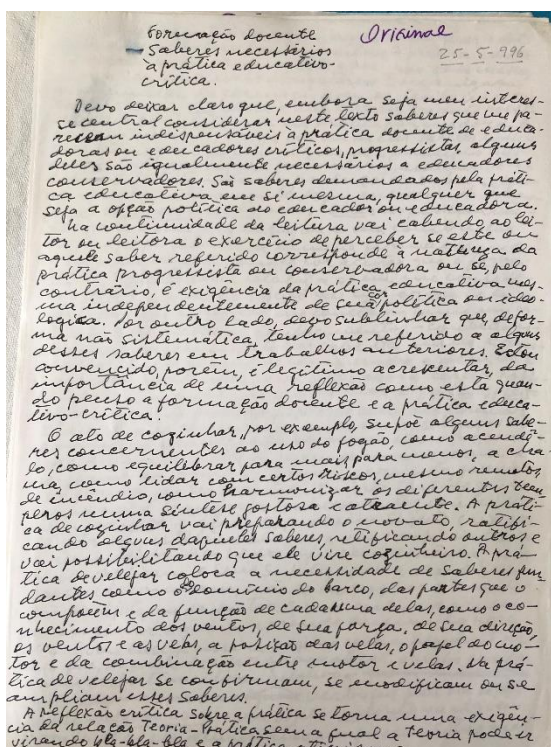 Formação docente
Original
- Saberes necessários
25-5-996
à prática educativo-
crítica.
Devo deixar claro que, embora seja meu interes-
se central considerar neste texto saberes que me pa-
recem indispensáveis à prática docente de educa-
doras ou educadores críticos, progressistas, alguns
deles são igualmente necessários a educadores
conservadores. São saberes demandados pela práti-
ca educativa em si mesma, qualquer que
seja a opção política do educador ou educadora.
Na continuidade da leitura vai cabendo ao lei-
tor ou leitora o exercício de perceber se este ou
aquele saber referido corresponde à natureza da
prática progressista ou conservadora ou se, pelo
contrário, é exigência da prática educativa mes-
ma independentemente de sua cor política ou ideo-
logica. Por outro lado, devo sublinhar que, de for-
ma não sistemática, tenho me referido a alguns
desses saberes em trabalhos anteriores. Estou
convencido, porém, é legítimo acrescentar, da
importância de uma reflexão como esta quan-
do penso a formação docente e a prática educa-
tivo-crítica.
O ato de cozinhar, por exemplo, supõe alguns sabe-
res concernentes ao uso do fogão, como acendê-
lo, como equilibrar para mais, para menos, a cha-
ma, como lidar com certos riscos, mesmo remotos
de incêndio, como harmonizar os diferentes tem
peros numa síntese gostosa e atraente. A práti-
ca de cozinhar vai preparando o novato, ratifi-
cando alguns daqueles saberes, retificando outros e
vai possibilitando que ele vire cozinheiro. A prá-
tica de velejar coloca a necessidade de saberes fun
dantes como o do domínio do barco, das partes que o
compõem e da função de cada uma delas, como o co-
nhecimento dos ventos, de sua força, de sua direção,
os ventos e as velas, a posição das velas, o papel do mo-
tor e da combinação entre motor e velas. Na prá-
tica de velejar se confirmam, se modificam ou se
ampliam esses saberes.
A reflexão crítica sobre a prática se torna uma exigên-
cia da relação Teoria-Prática sem a qual a teoria pode ir
virando bla-bla-bla e a prática